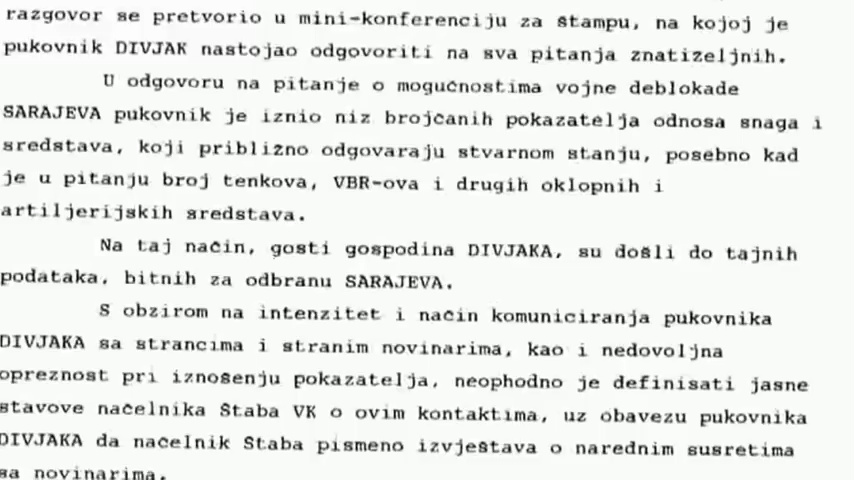 razgovor se pretvorio u mini-konferenciju za štampu, na kojoj je
pukovnik DIVJAK nastojao odgovoriti na sva pitanja znatiželjnih.
U odgovoru na pitanje o mogućnostima vojne deblokade
SARAJEVA pukovnik je iznio niz brojčanih pokazatelja odnosa snaga i
sredstava, koji približno odgovaraju stvarnom stanju, posebno kad
je u pitanju broj tenkova, VBR-ova i drugih oklopnih i
artiljerijskih sredstava.
Na taj način, gosti gospodina DIVJAKA, su došli do tajnih
podataka, bitnih za odbranu SARAJEVA.
S obzirom na intenzitet i način komuniciranja pukovnika
DIVJAKA sa strancima i stranim novinarima, kao i nedovoljna
opreznost pri iznošenju pokazatelja, neophodno je definisati jasne
stavove načelnika Štaba VK o ovim kontaktima, uz obavezu pukovnika
DIVJAKA da načelnik Štaba pismeno izvještava o narednim susretima
sa novinarima.